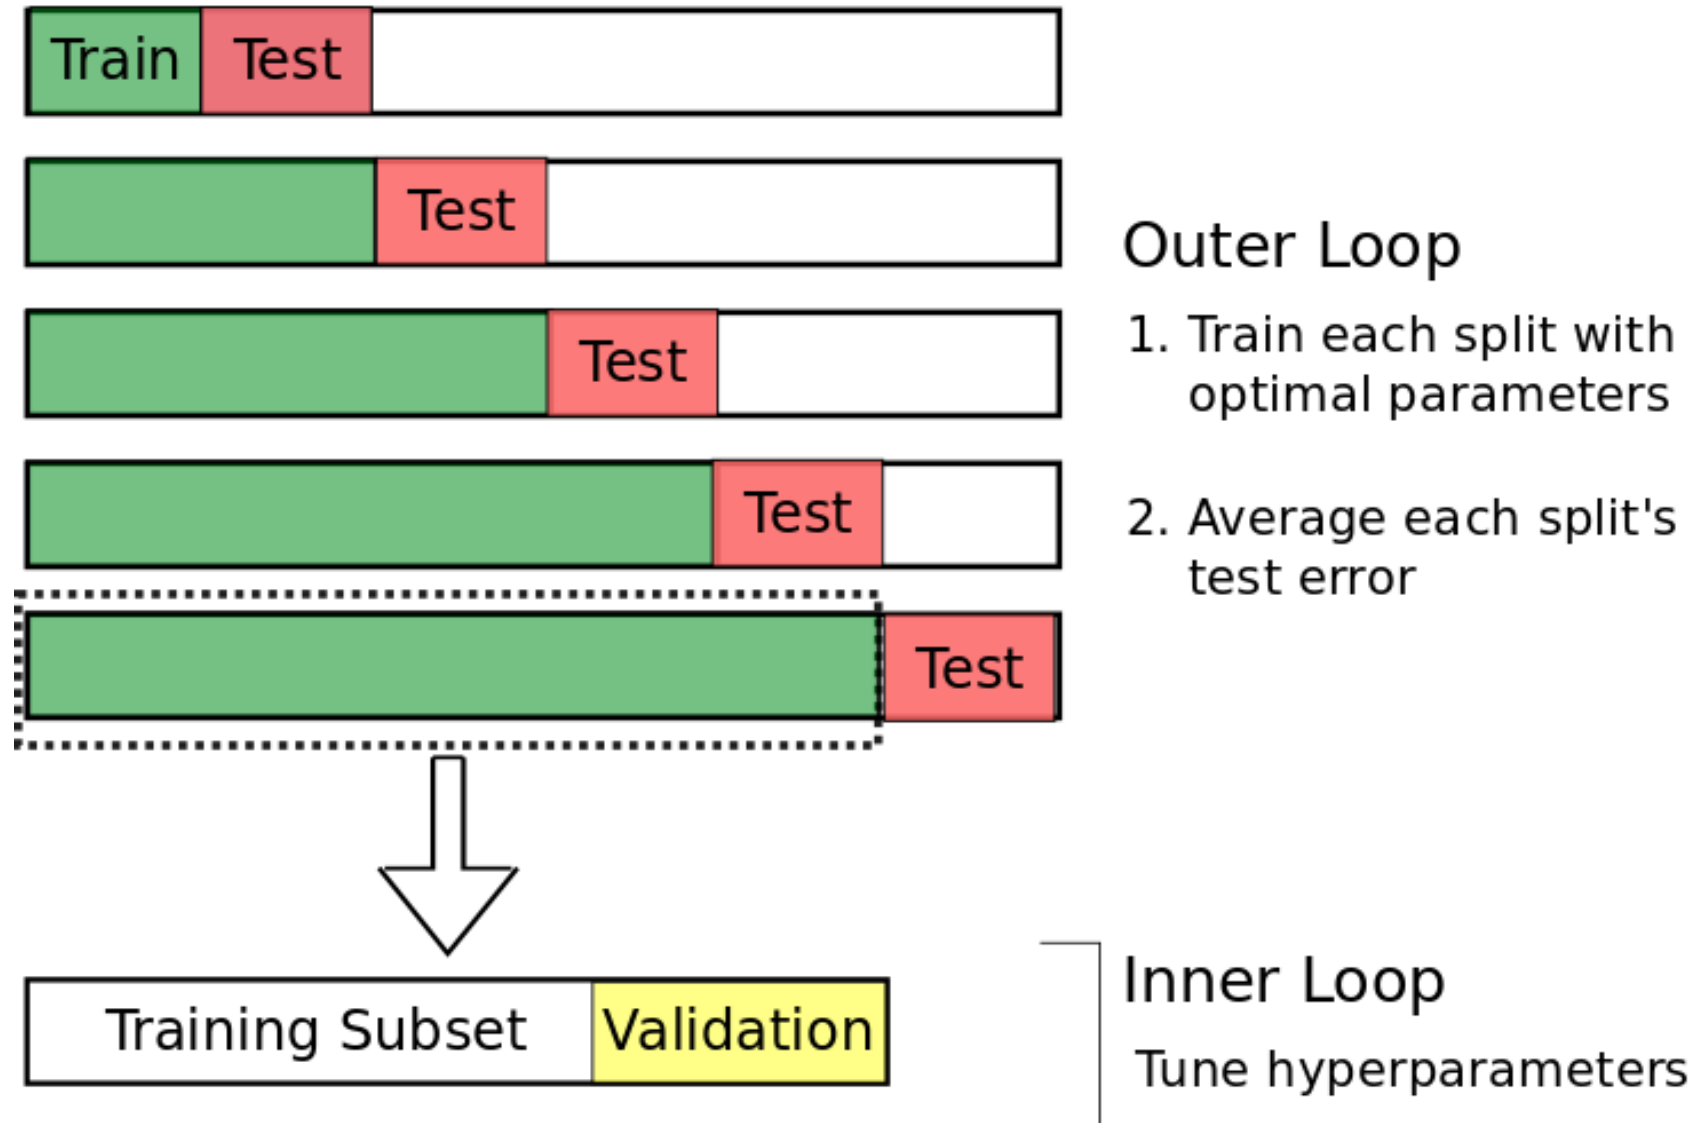 Train Test
Test
Test
Test
Test
Outer Loop
1. Train each split with
optimal parameters
2. Average each split's
test error
Training Subset Validation
Inner Loop
Tune hyperparameters